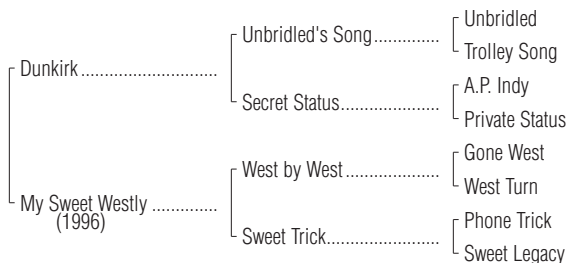 Unbridled
Unbridled's Song..............
Trolley Song
Dunkirk.............................
A.P. Indy
Secret Status.....................
Private Status
Gone West
West by West....................
West Turn
My Sweet Westly..............
(1996)
Phone Trick
Sweet Trick.......................
Sweet Legacy